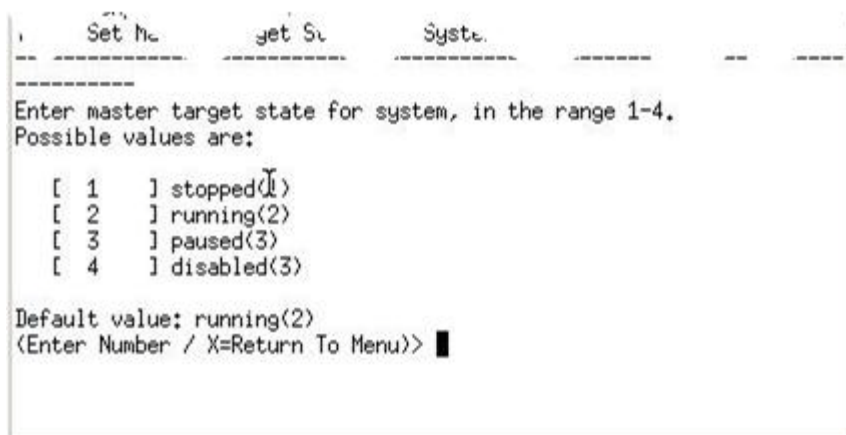 Set
Enter master target state for system, in the range 1-4.
Possible values are:
[ 1 ] stopped(1)
[ 2 ] running(2)
[ 3 ] paused(3)
[ 4 ] disabled(3)
Default value: running(2)
(Enter Number / X=Return To Menu)>